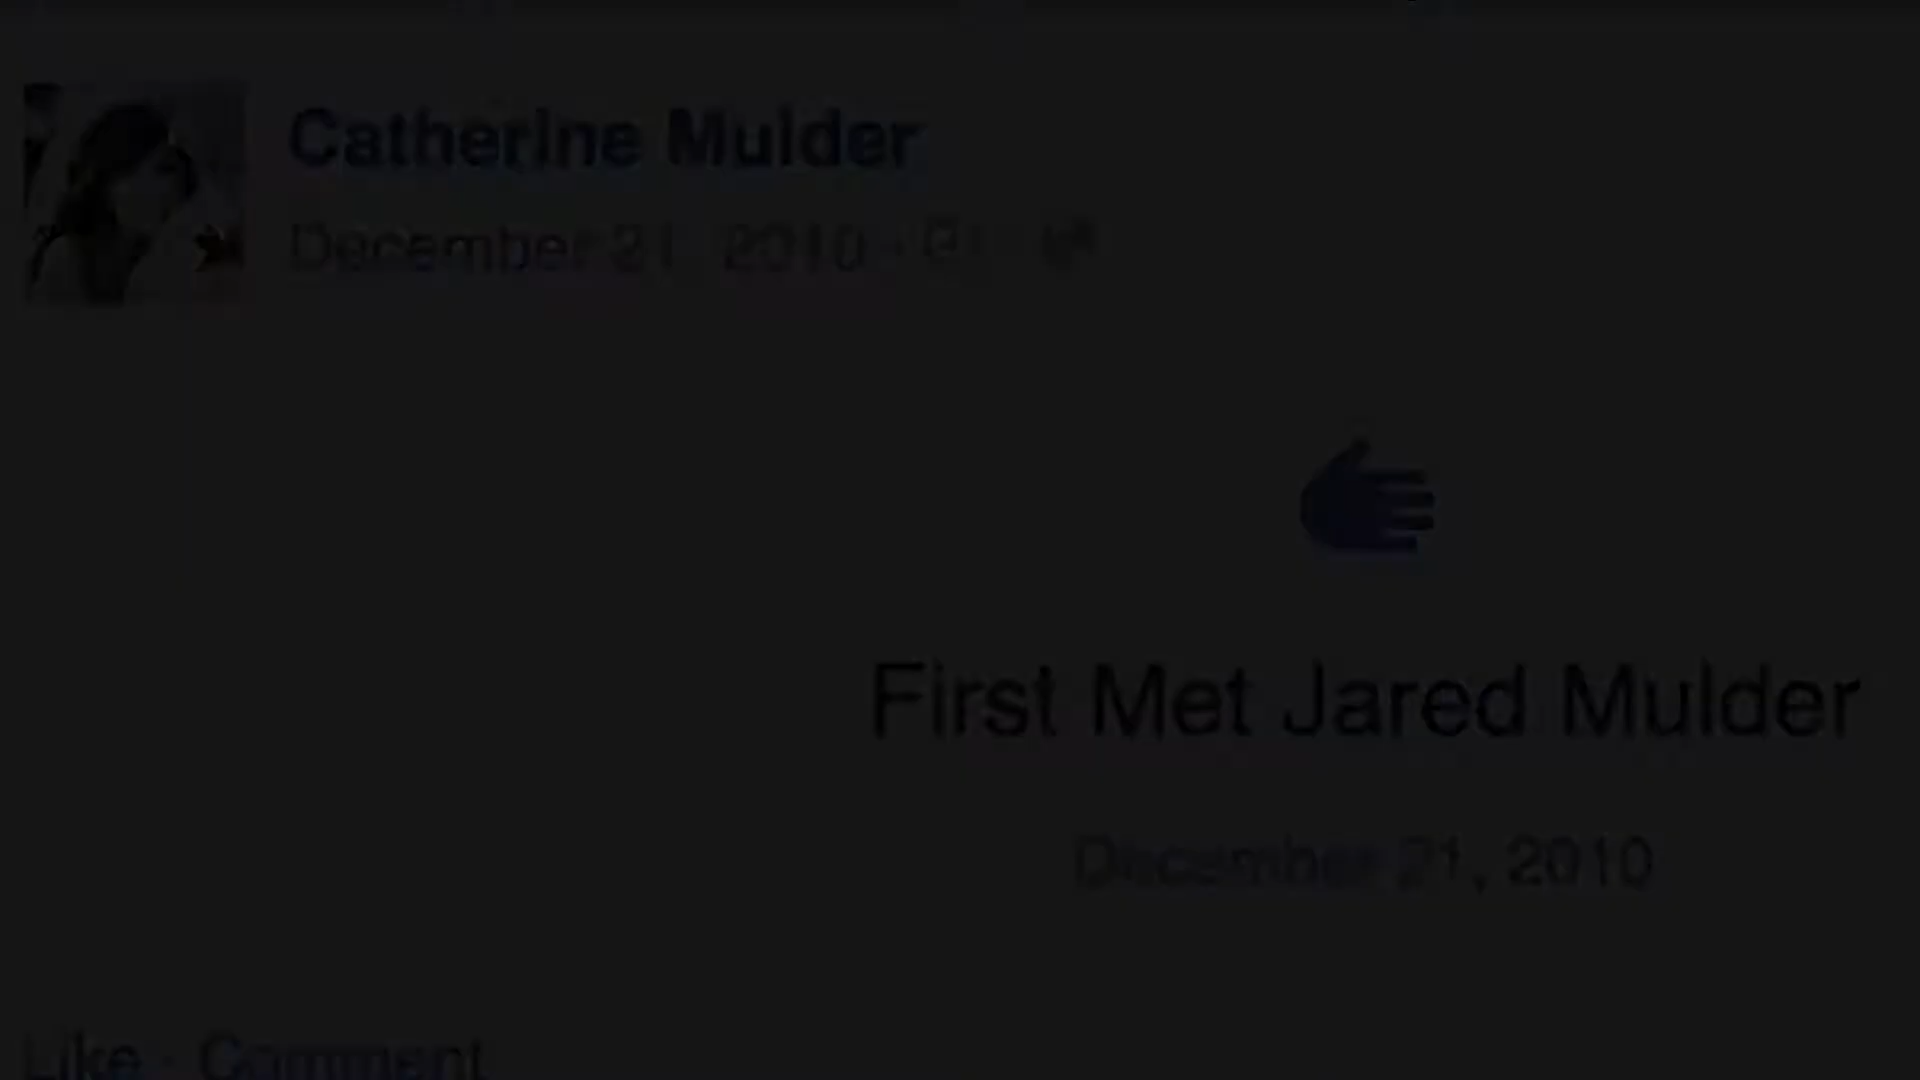 Catherine Mulder
December 21, 2010 ·
First Met Jared Mulder
December 21, 2010
Like · Comment